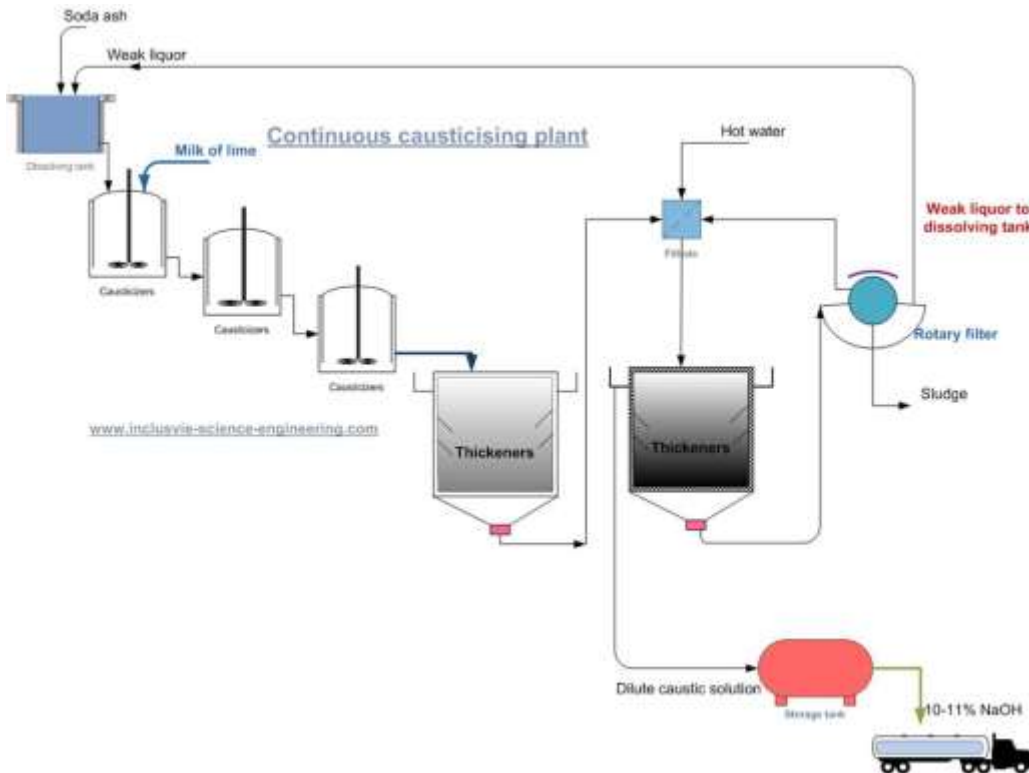 Soda ash
Weak liquor
Continuous causticising plant
Hot water
Milk of lime
Dissolving tank
Weak liquor to
dissolving tank
Causticizers
Causticizers
Causticizers
Rotary filter
Sludge
www.inclusvie-science-engineering.com
Thickeners
Thickeners
Dilute caustic solution
Storage tank
10-11% NaOH